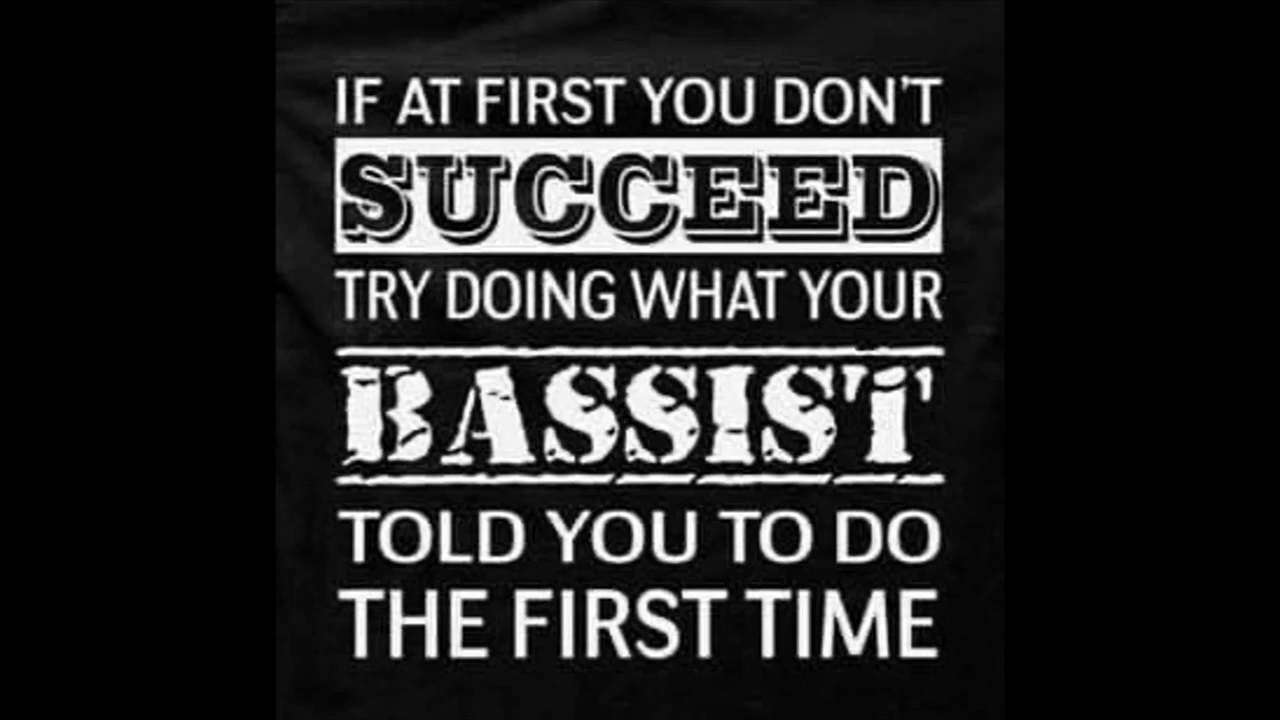 IF AT FIRST YOU DON'T
SUCCEED
TRY DOING WHAT YOUR
BASSIST
TOLD YOU TO DO
THE FIRST TIME